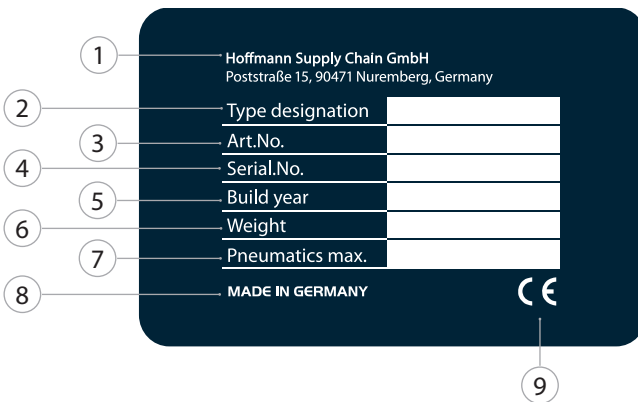 1
Hoffmann Supply Chain GmbH
Poststraße 15, 90471 Nuremberg, Germany
2
Type designation
3
Art.No.
4
Serial.No.
5
Build year
6
Weight
7
Pneumatics max.
8
MADE IN GERMANY
CE
9